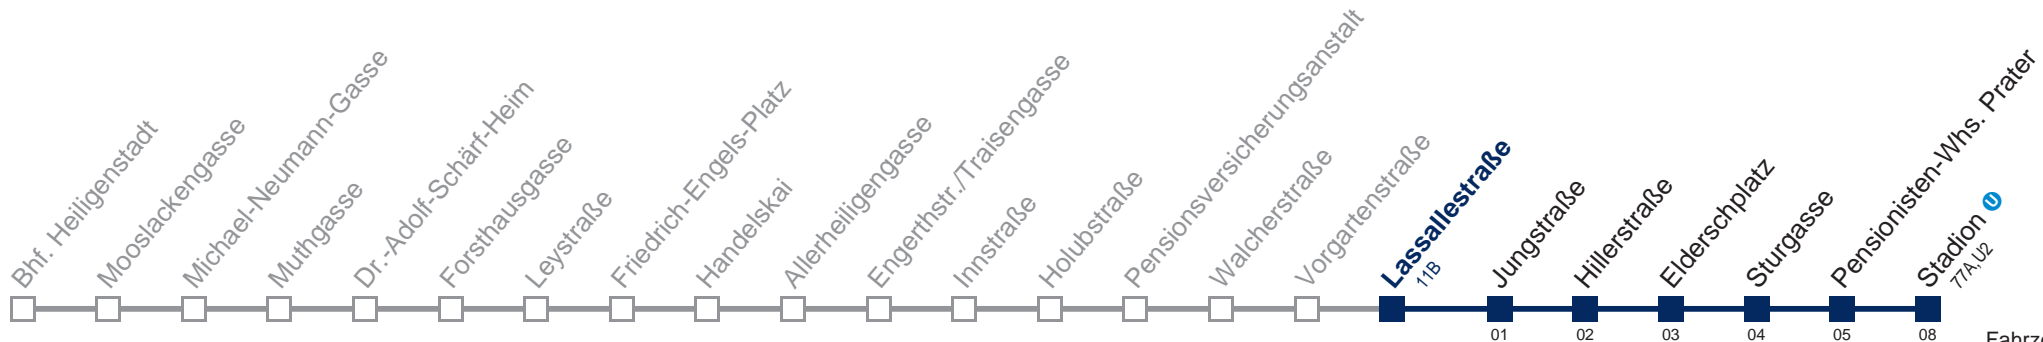 Bhf. Heiligenstadt
Mooslackengasse
Michael-Neumann-Gasse
Muthgasse
Dr.-Adolf-Schärf-Heim
Forsthausgasse
Leystraße
Friedrich-Engels-Platz
Handelskai
Allerheiligengasse
Engerthstr./Traisengasse
Innstraße
Holubstraße
Pensionsversicherungsanstalt
Walcherstraße
Vorgartenstraße
Lassallestraße
11B
Jungstraße
Hillerstraße
Elderschplatz
Sturgasse
Pensionisten-Whs. Prater
Stadion U
77A,U2
01 02 03 04 05 08